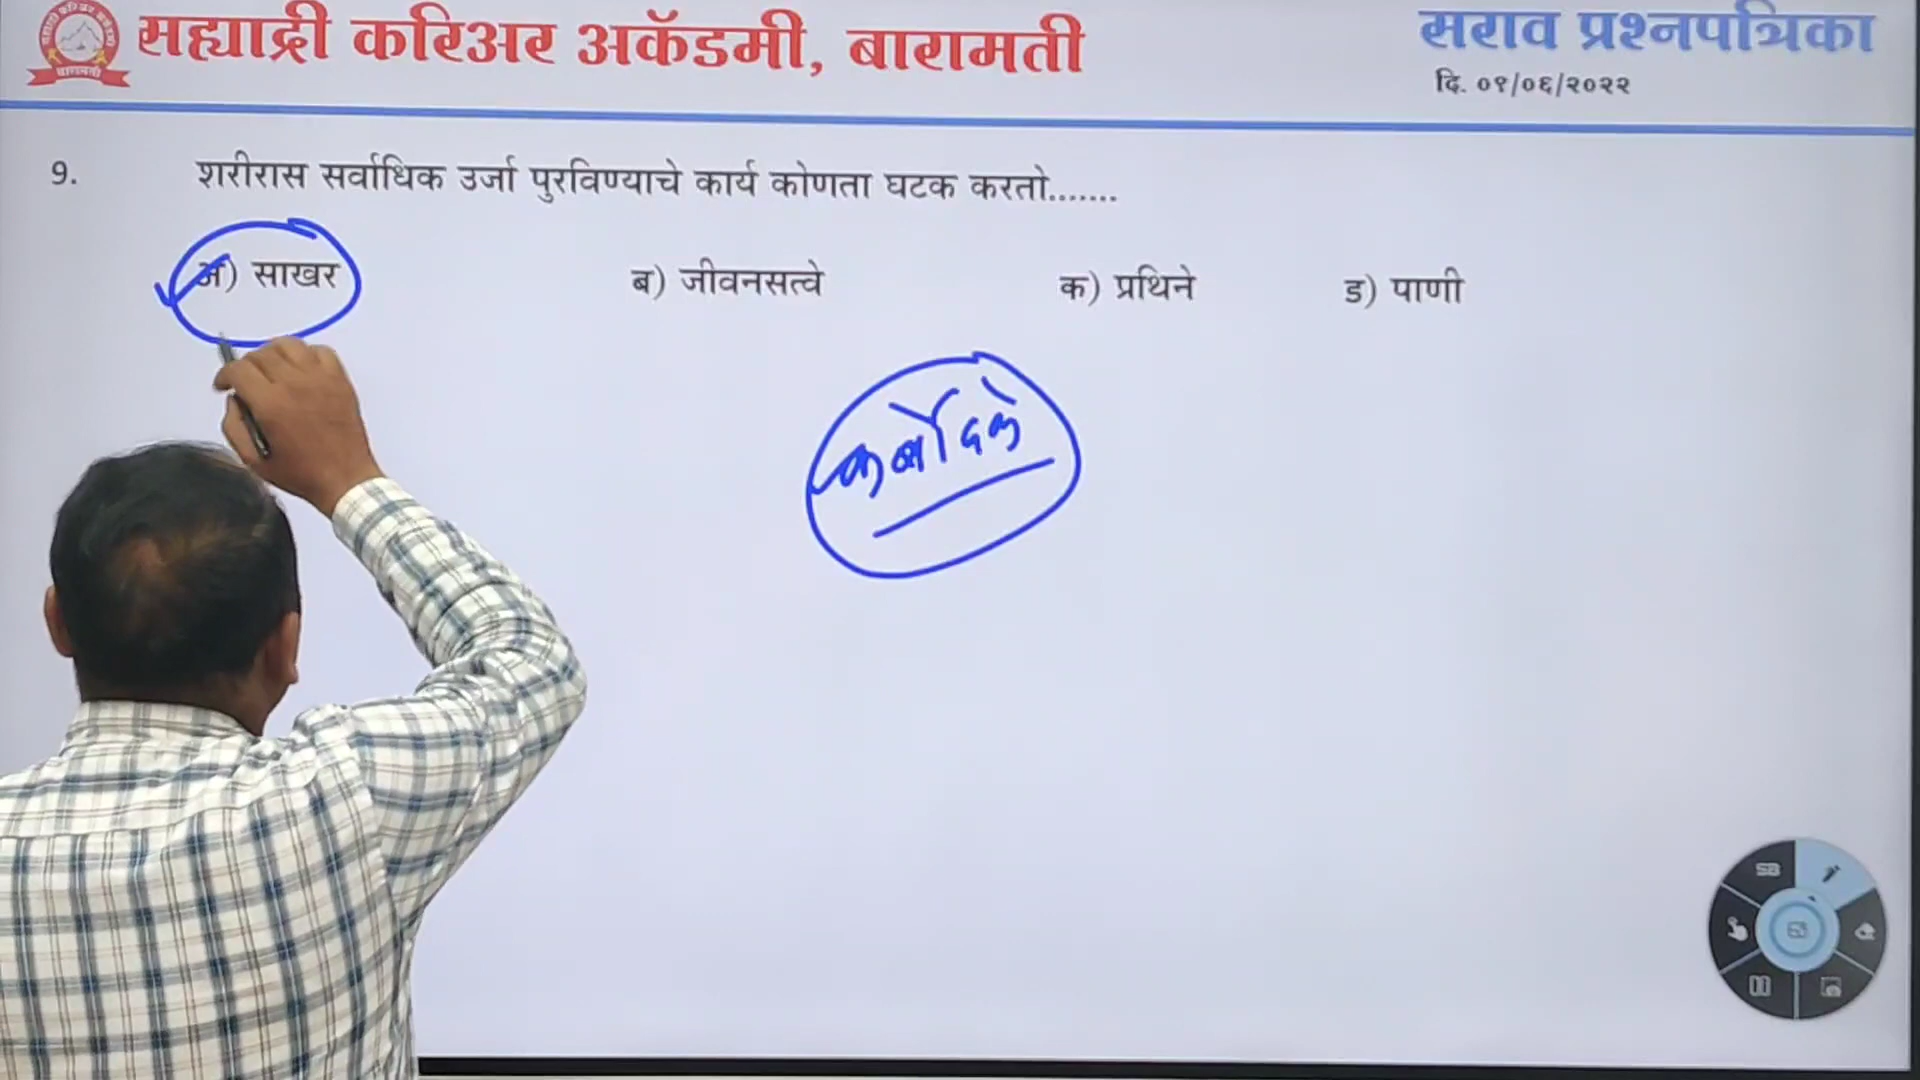 सह्याद्री करिअर अकॅडमी, बारामती
सराव प्रश्नपत्रिका
दि. ०९/०६/२०२२
9. शरीरास सर्वाधिक उर्जा पुरविण्याचे कार्य कोणता घटक करतो.......
अ) साखर ब) जीवनसत्वे क) प्रथिने ड) पाणी
कर्बोदके